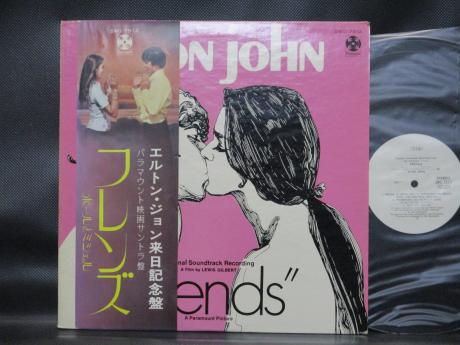 ON JOHN
エルトン・ジョン来日記念盤
パラマウント映画サントラ盤
フレンズ
ポールとミシェル
nal Soundtrack Recording
A Film by LEWIS GILBERT
ends"
A Paramount Picture